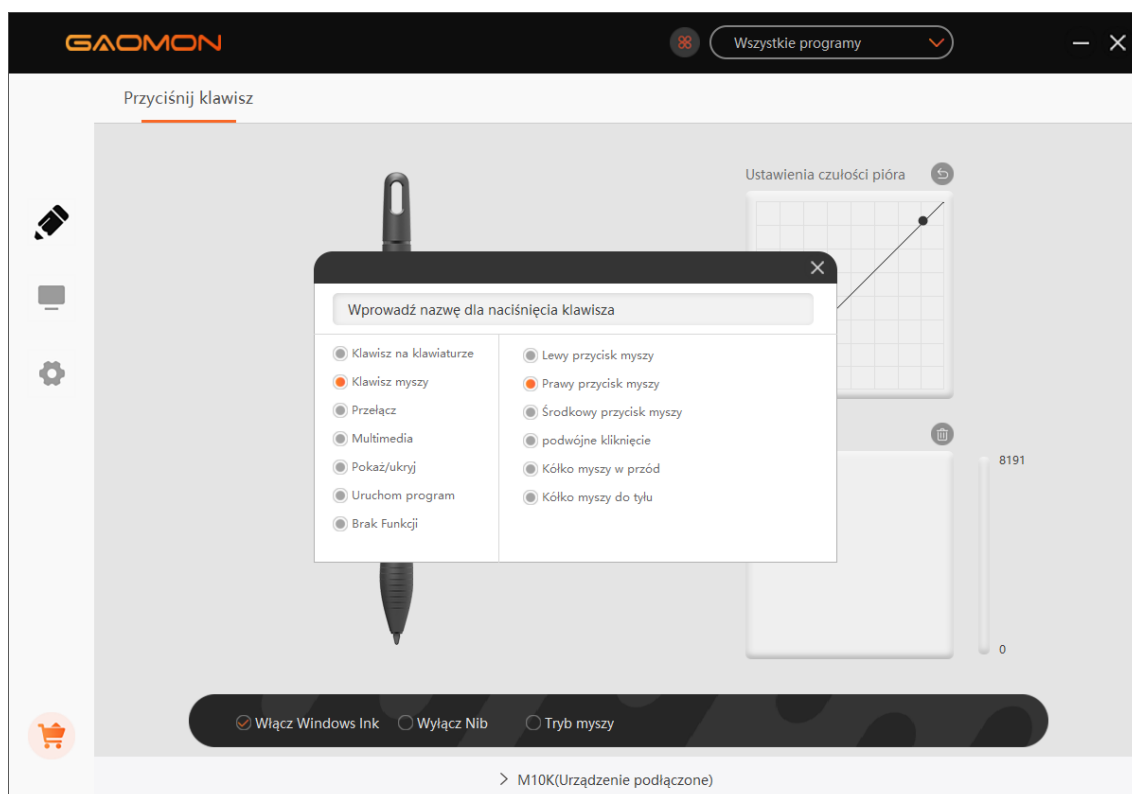 GAOMON
Wszystkie programy
Przyciśnij klawisz
Ustawienia czułości pióra
Wprowadź nazwę dla naciśnięcia klawisza
Klawisz na klawiaturze
Klawisz myszy
Przełącz
Multimedia
Pokaż/ukryj
Uruchom program
Brak Funkcji
Lewy przycisk myszy
Prawy przycisk myszy
Środkowy przycisk myszy
podwójne kliknięcie
Kółko myszy w przód
Kółko myszy do tyłu
8191
0
Włącz Windows Ink
Wyłącz Nib
Tryb myszy
M10K(Urządzenie podłączone)